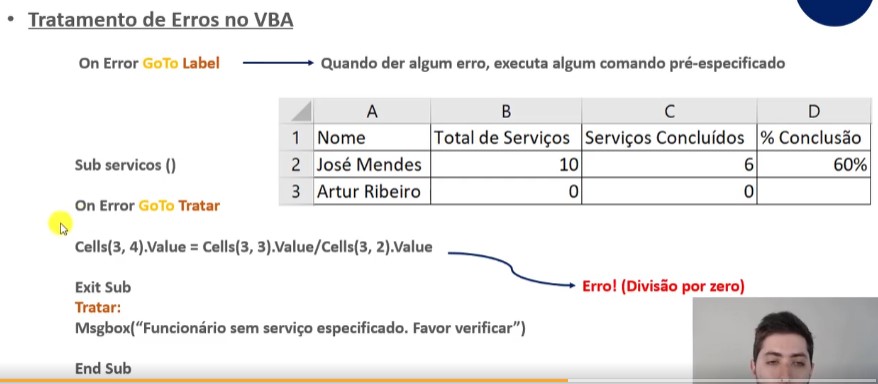 • Tratamento de Erros no VBA
On Error GoTo Label
Quando der algum erro, executa algum comando pré-especificado
A B C D
1 Nome Total de Serviços Serviços Concluídos % Conclusão
2 José Mendes 10 6 60%
3 Artur Ribeiro 0 0
Sub servicos ()
On Error GoTo Tratar
Cells(3, 4).Value = Cells(3, 3).Value/Cells(3, 2).Value
Erro! (Divisão por zero)
Exit Sub
Tratar:
Msgbox(“Funcionário sem serviço especificado. Favor verificar”)
End Sub